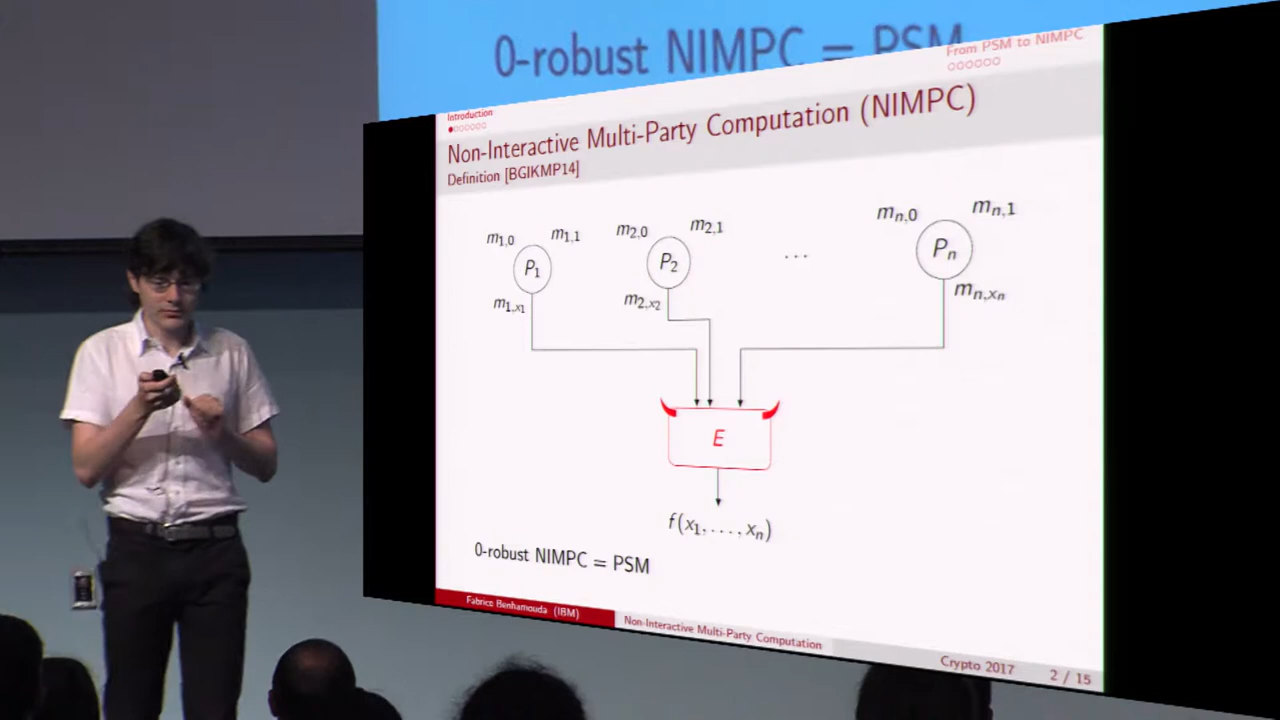 0-robust NIMPC = PSM
From PSM to NIMPC
Introduction
Non-Interactive Multi-Party Computation (NIMPC)
Definition [BGIKMP14]
m1,0 m1,1 m2,0 m2,1 mn,0 mn,1
P1 P2 ... Pn
m1,x1 m2,x2 mn,xn
E
f(x1, ..., xn)
0-robust NIMPC = PSM
Fabrice Benhamouda (IBM)
Non-Interactive Multi-Party Computation
Crypto 2017 2 / 15